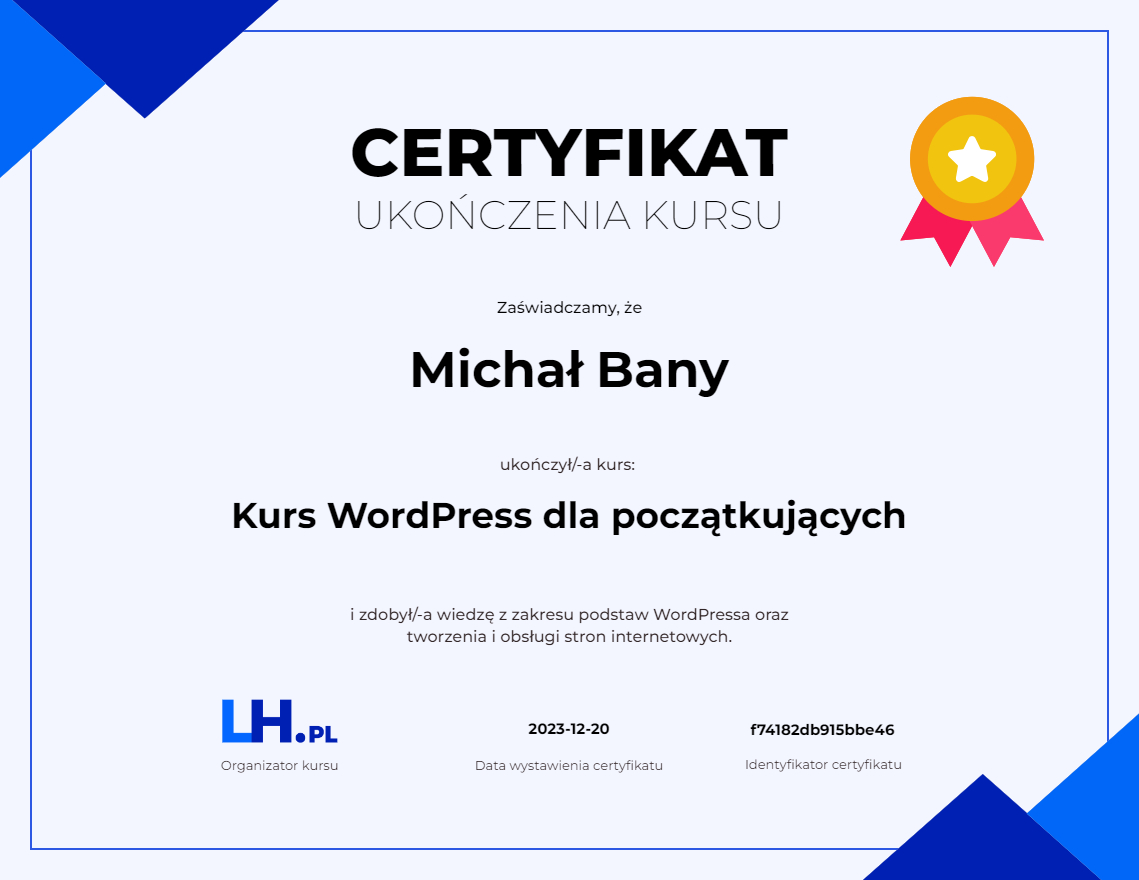 CERTYFIKAT
UKOŃCZENIA KURSU
Zaświadczamy, że
Michał Bany
ukończył/-a kurs:
Kurs WordPress dla początkujących
i zdobył/-a wiedzę z zakresu podstaw WordPressa oraz
tworzenia i obsługi stron internetowych.
LH.PL
Organizator kursu
2023-12-20
Data wystawienia certyfikatu
f74182db915bbe46
Identyfikator certyfikatu